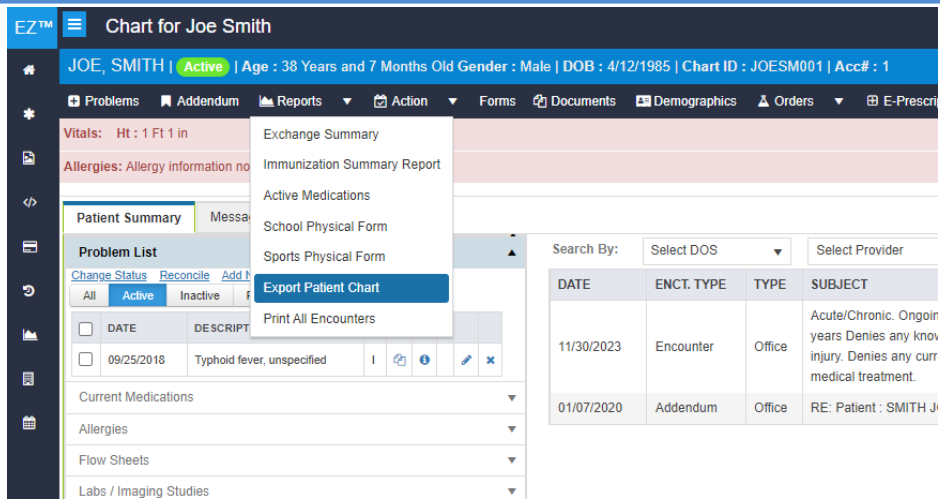 EZ™ Chart for Joe Smith
JOE, SMITH | Active | Age : 38 Years and 7 Months Old Gender : Male | DOB : 4/12/1985 | Chart ID : JOESM001 | Acc# : 1
Problems Addendum Reports Action Forms Documents Demographics Orders E-Prescri
Vitals: Ht : 1 Ft 1 in
Allergies: Allergy information no
Exchange Summary
Immunization Summary Report
Active Medications
School Physical Form
Sports Physical Form
Export Patient Chart
Print All Encounters
Patient Summary Messa
Problem List
Change Status Reconcile Add N
All Active Inactive
DATE DESCRIPT
09/25/2018 Typhoid fever, unspecified I
Current Medications
Allergies
Flow Sheets
Labs / Imaging Studies
Search By: Select DOS Select Provider
DATE ENCT. TYPE TYPE SUBJECT
11/30/2023 Encounter Office Acute/Chronic. Ongoin
years Denies any know
injury. Denies any curr
medical treatment.
01/07/2020 Addendum Office RE: Patient : SMITH J